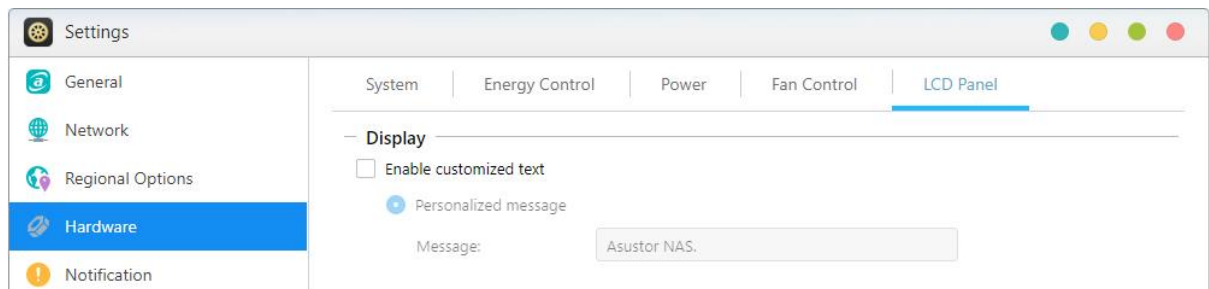 Settings
General
Network
Regional Options
Hardware
Notification
System Energy Control Power Fan Control LCD Panel
Display
Enable customized text
Personalized message
Message: Asustor NAS.